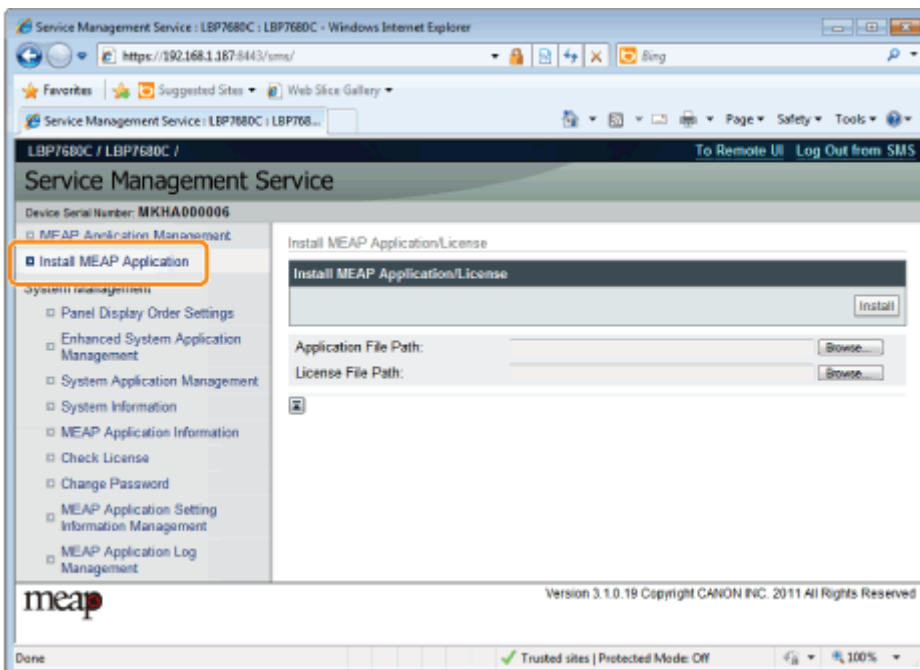 Service Management Service : LBP7680C : LBP7680C - Windows Internet Explorer
https://192.168.1.187:8443/sms/
Bing
Favorites Suggested Sites Web Slice Gallery
Service Management Service : LBP7680C : LBP768...
Page Safety Tools
LBP7680C / LBP7680C /
To Remote UI Log Out from SMS
Service Management Service
Device Serial Number: MKHA000006
MEAP Application Management
Install MEAP Application
System Management
Panel Display Order Settings
Enhanced System Application
Management
System Application Management
System Information
MEAP Application Information
Check License
Change Password
MEAP Application Setting
Information Management
MEAP Application Log
Management
Install MEAP Application/License
Install MEAP Application/License
Install
Application File Path: Browse...
License File Path: Browse...
meap
Version 3.1.0.19 Copyright CANON INC. 2011 All Rights Reserved
Done
Trusted sites | Protected Mode: Off
100%